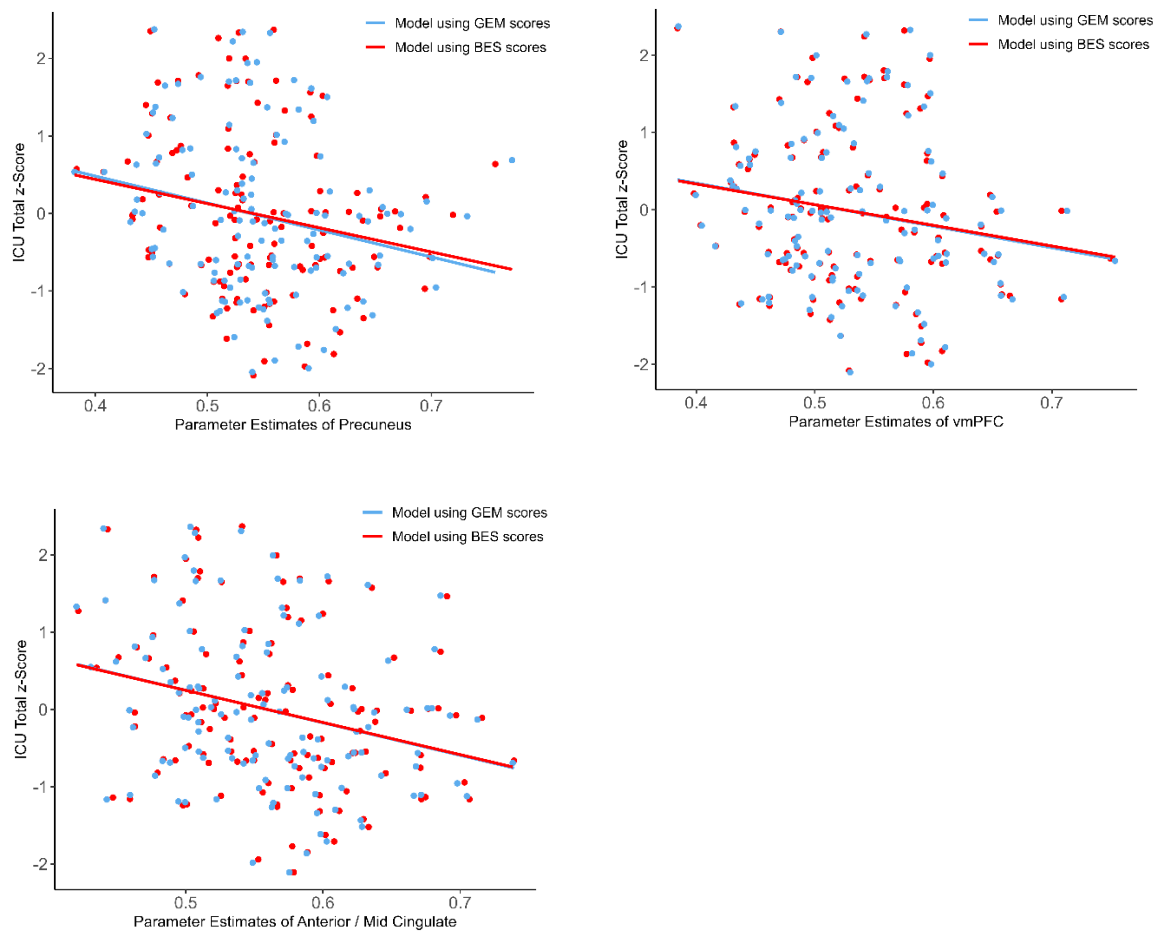 Model using GEM scores
Model using BES scores
ICU Total z-Score
2
1
0
-1
-2
0.4 0.5 0.6 0.7
Parameter Estimates of Precuneus
Model using GEM scores
Model using BES scores
ICU Total z-Score
2
1
0
-1
-2
0.4 0.5 0.6 0.7
Parameter Estimates of vmPFC
Model using GEM scores
Model using BES scores
ICU Total z-Score
2
1
0
-1
-2
0.5 0.6 0.7
Parameter Estimates of Anterior / Mid Cingulate